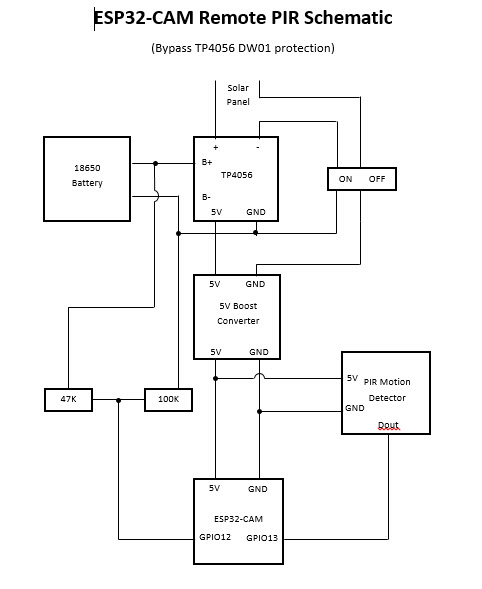 ESP32-CAM Remote PIR Schematic
(Bypass TP4056 DW01 protection)
Solar
Panel
+ -
18650
Battery
B+
TP4056
B-
5V GND
ON OFF
5V GND
5V Boost
Converter
5V GND
5V PIR Motion
Detector
GND
Dout
47K
100K
5V GND
ESP32-CAM
GPIO12 GPIO13